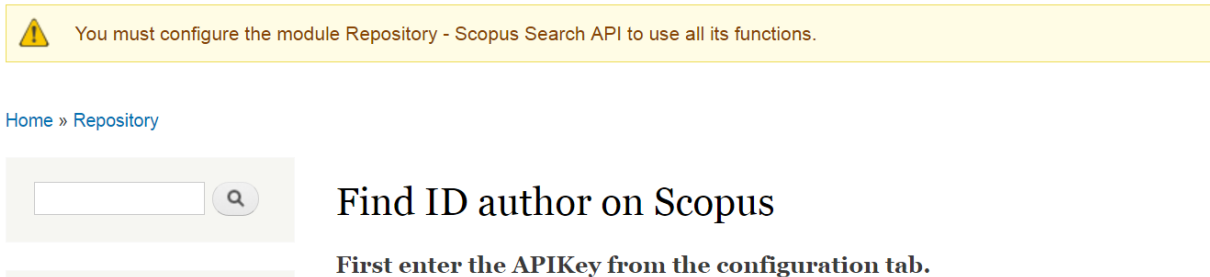 You must configure the module Repository - Scopus Search API to use all its functions.
Home » Repository
Find ID author on Scopus
First enter the APIKey from the configuration tab.